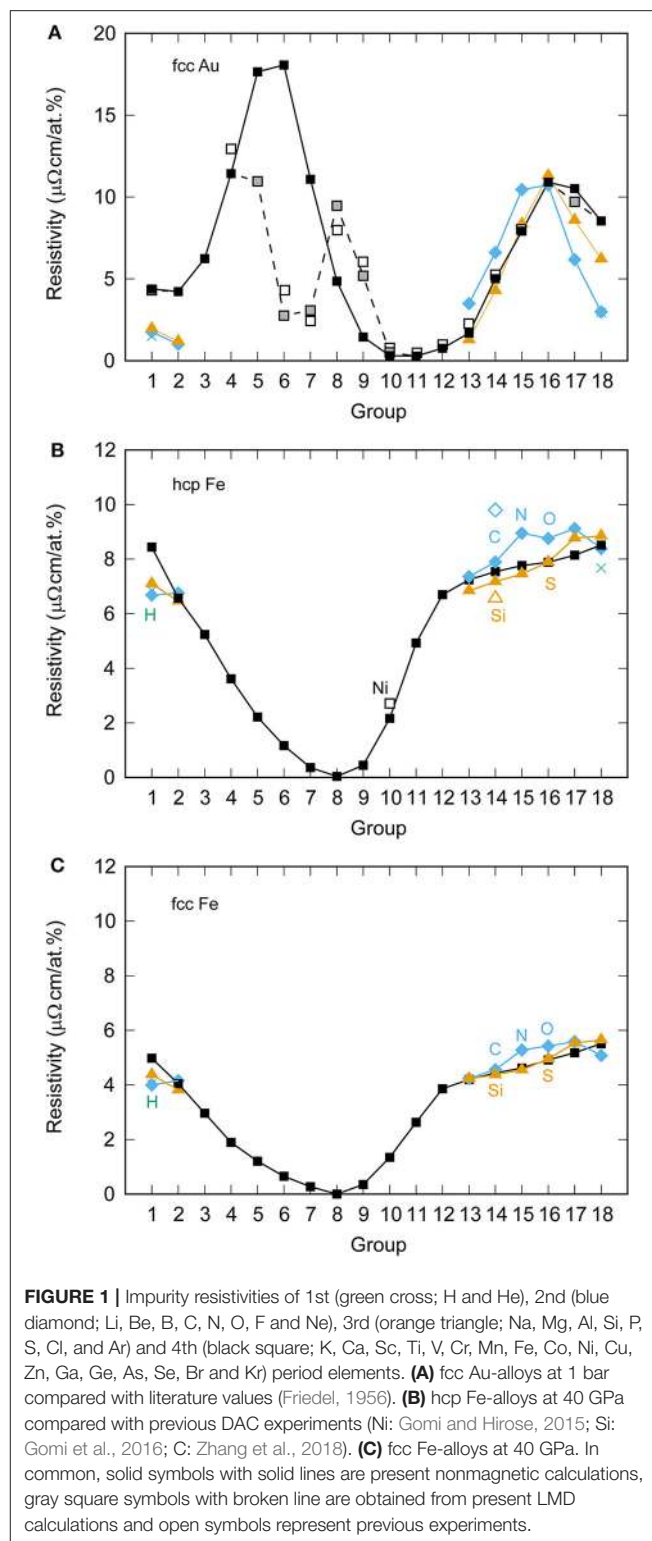 A
fcc Au
20
15
10
5
0
Resistivity (μΩcm/at.%)
1 2 3 4 5 6 7 8 9 10 11 12 13 14 15 16 17 18
Group
B
hcp Fe
12
10
8
6
4
2
0
Resistivity (μΩcm/at.%)
H
Ni
C
N
O
Si
S
1 2 3 4 5 6 7 8 9 10 11 12 13 14 15 16 17 18
Group
C
fcc Fe
12
10
8
6
4
2
0
Resistivity (μΩcm/at.%)
H
C
N
O
Si
S
1 2 3 4 5 6 7 8 9 10 11 12 13 14 15 16 17 18
Group
FIGURE 1 | Impurity resistivities of 1st (green cross; H and He), 2nd (blue
diamond; Li, Be, B, C, N, O, F and Ne), 3rd (orange triangle; Na, Mg, Al, Si, P,
S, Cl, and Ar) and 4th (black square; K, Ca, Sc, Ti, V, Cr, Mn, Fe, Co, Ni, Cu,
Zn, Ga, Ge, As, Se, Br and Kr) period elements. (A) fcc Au-alloys at 1 bar
compared with literature values (Friedel, 1956). (B) hcp Fe-alloys at 40 GPa
compared with previous DAC experiments (Ni: Gomi and Hirose, 2015; Si:
Gomi et al., 2016; C: Zhang et al., 2018). (C) fcc Fe-alloys at 40 GPa. In
common, solid symbols with solid lines are present nonmagnetic calculations,
gray square symbols with broken line are obtained from present LMD
calculations and open symbols represent previous experiments.